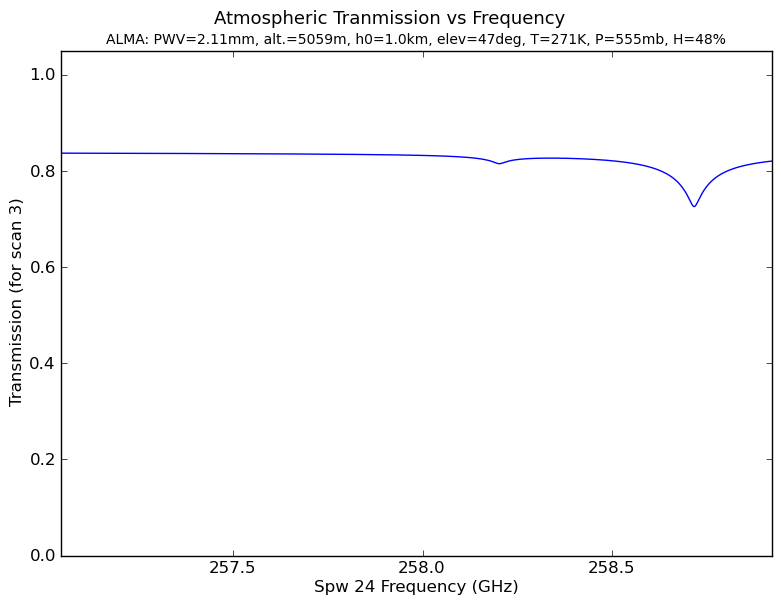 Atmospheric Tranmission vs Frequency
ALMA: PWV=2.11mm, alt.=5059m, h0=1.0km, elev=47deg, T=271K, P=555mb, H=48%
1.0
0.8
0.6
0.4
0.2
0.0
Transmission (for scan 3)
257.5 258.0 258.5
Spw 24 Frequency (GHz)